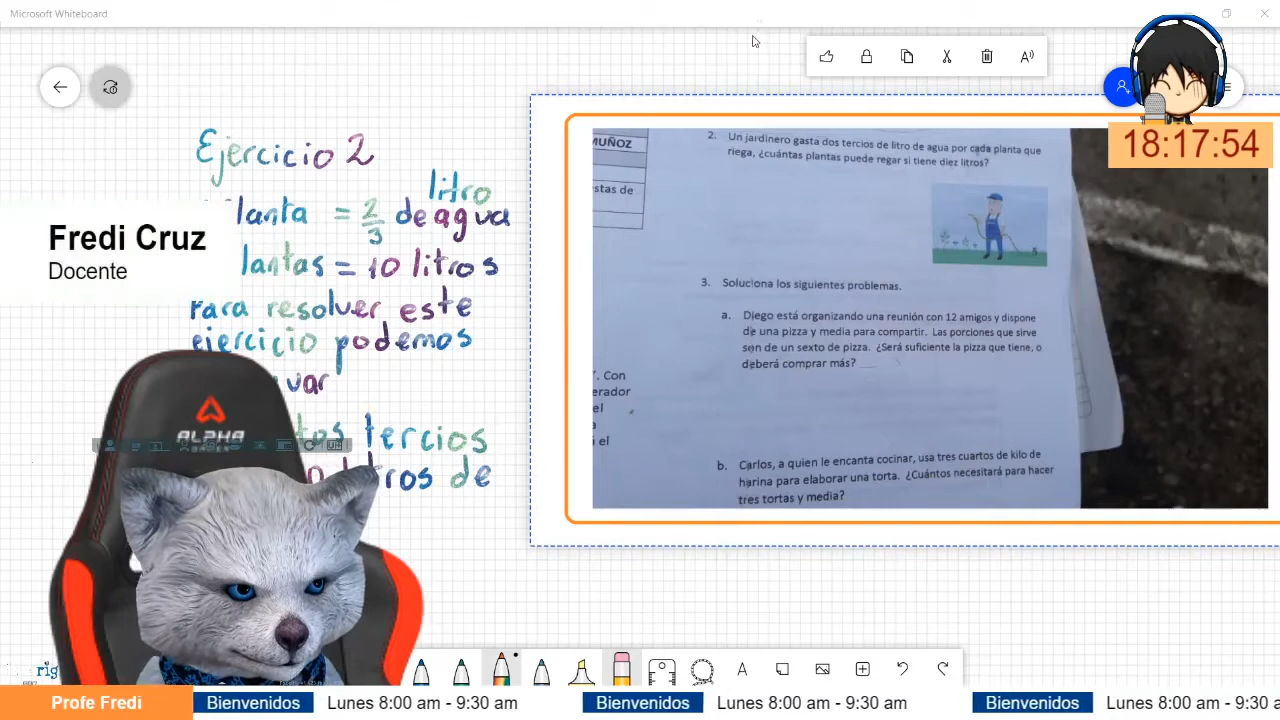 Microsoft Whiteboard
18:17:54
Ejercicio 2
litro
lanta = 2/3 de agua
lantas = 10 litros
Para resolver este
ejercicio podemos
var
tos tercios
litros de
Fredi Cruz
Docente
ALPHA
MUÑOZ
estas de
7. Con
erador
el
a
el
2. Un jardinero gasta dos tercios de litro de agua por cada planta que
riega, ¿cuántas plantas puede regar si tiene diez litros?
3. Soluciona los siguientes problemas.
a. Diego está organizando una reunión con 12 amigos y dispone
de una pizza y media para compartir. Las porciones que sirve
son de un sexto de pizza. ¿Será suficiente la pizza que tiene, o
deberá comprar más? ___
b. Carlos, a quien le encanta cocinar, usa tres cuartos de kilo de
harina para elaborar una torta. ¿Cuántos necesitará para hacer
tres tortas y media?
rig
Profe Fredi
Bienvenidos Lunes 8:00 am - 9:30 am Bienvenidos Lunes 8:00 am - 9:30 am Bienvenidos Lunes 8:00 am - 9:30 a